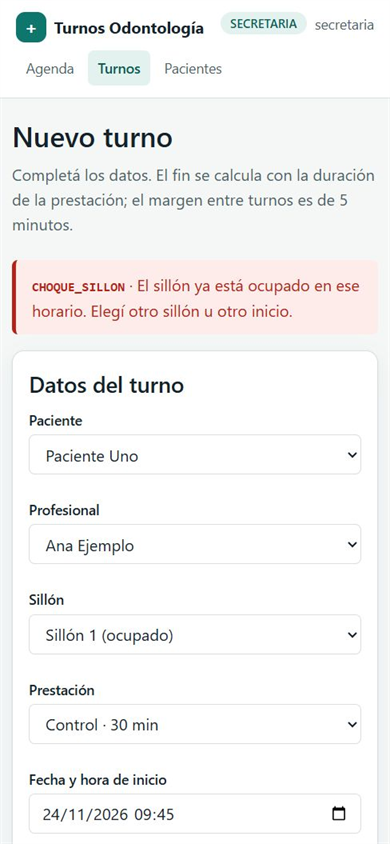 + Turnos Odontología SECRETARIA secretaria
Agenda Turnos Pacientes
Nuevo turno
Completá los datos. El fin se calcula con la duración
de la prestación; el margen entre turnos es de 5
minutos.
CHOQUE_SILLON · El sillón ya está ocupado en ese
horario. Elegí otro sillón u otro inicio.
Datos del turno
Paciente
Paciente Uno
Profesional
Ana Ejemplo
Sillón
Sillón 1 (ocupado)
Prestación
Control · 30 min
Fecha y hora de inicio
24/11/2026 09:45